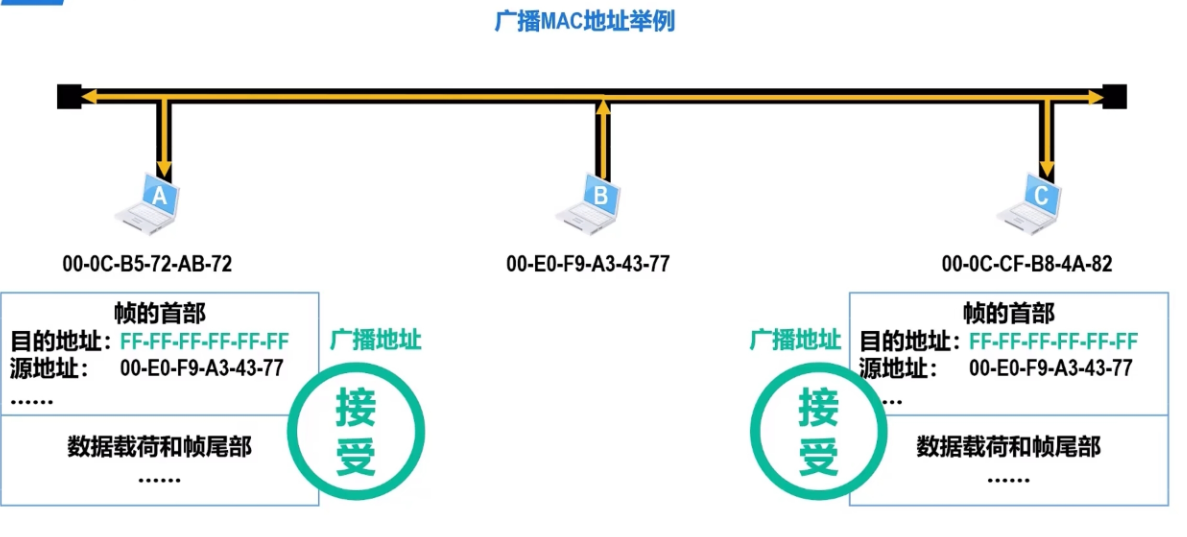 广播MAC地址举例
A
B
C
00-0C-B5-72-AB-72
00-E0-F9-A3-43-77
00-0C-CF-B8-4A-82
帧的首部
目的地址：FF-FF-FF-FF-FF-FF
源地址： 00-E0-F9-A3-43-77
……
数据载荷和帧尾部
……
广播地址
接
受
广播地址
接
受
帧的首部
目的地址：FF-FF-FF-FF-FF-FF
源地址： 00-E0-F9-A3-43-77
……
数据载荷和帧尾部
……